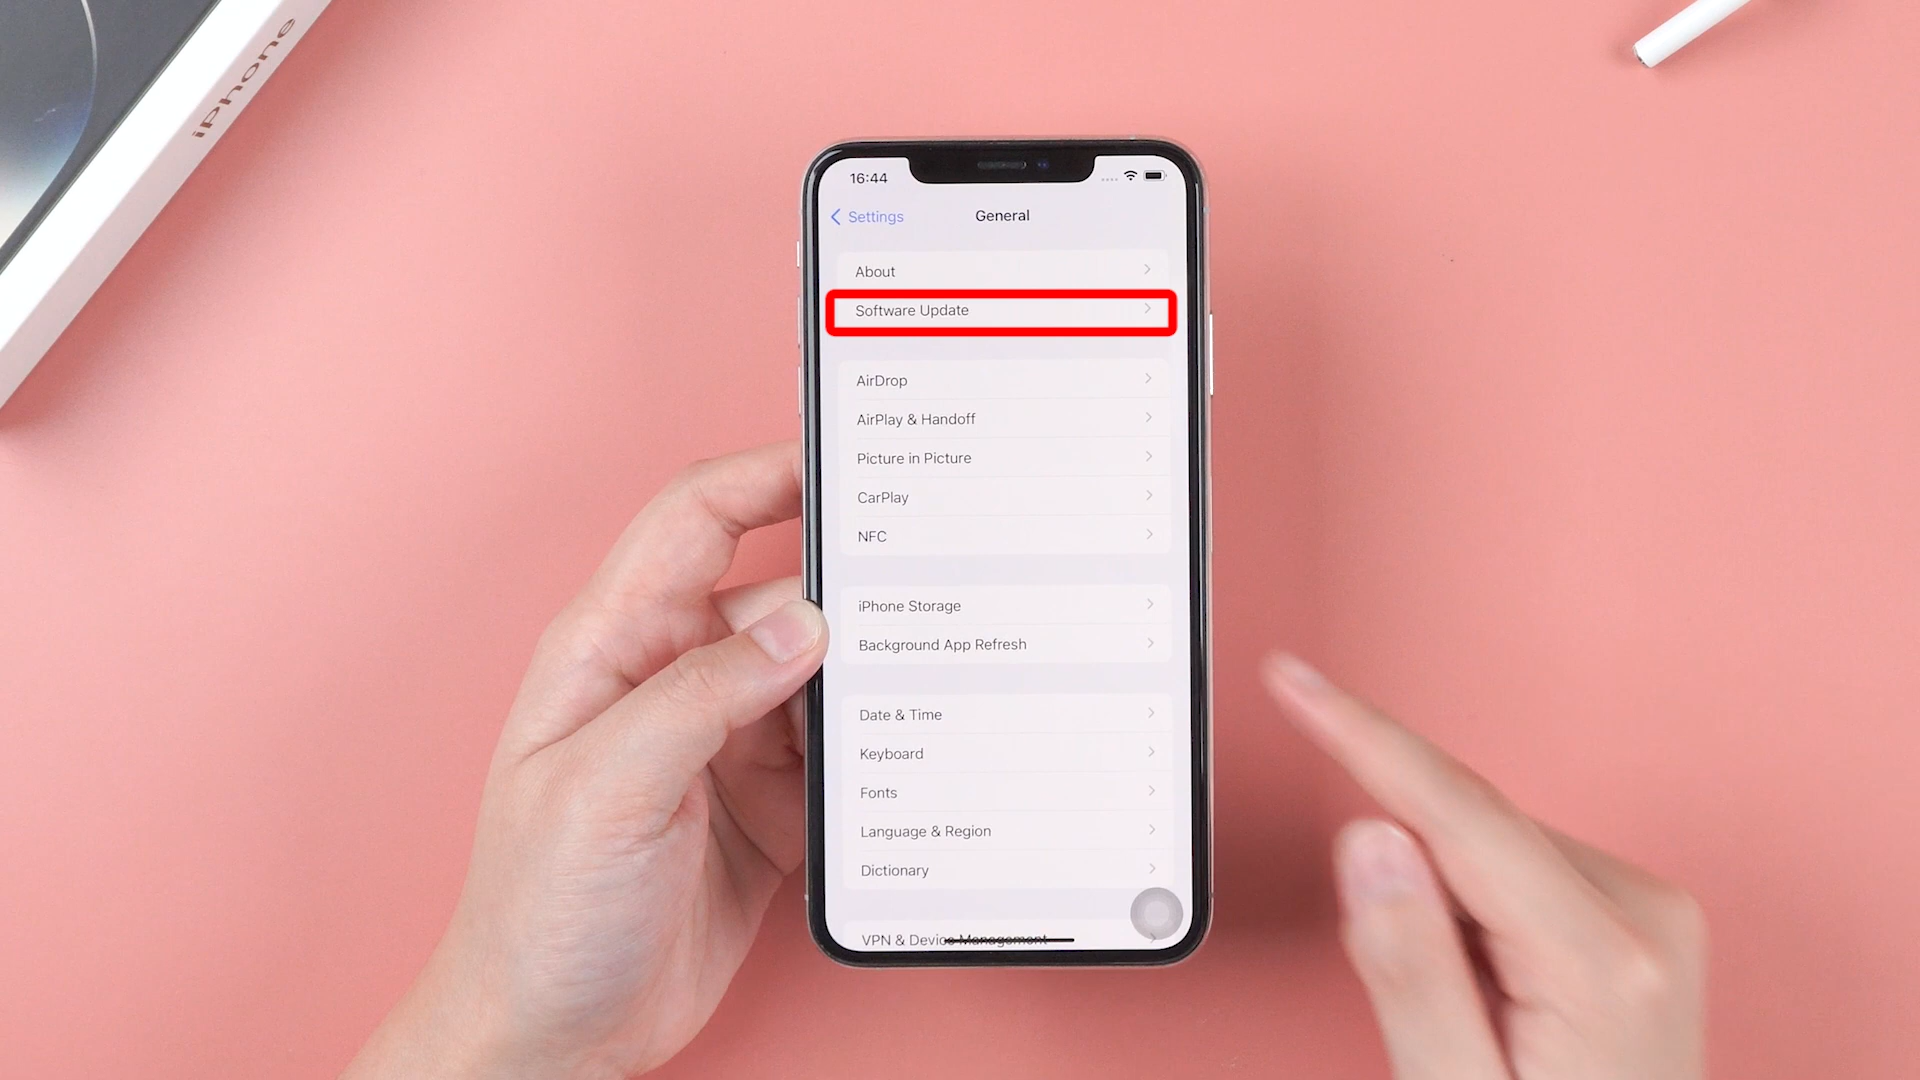 iPhone
16:44
Settings
General
About
Software Update
AirDrop
AirPlay & Handoff
Picture in Picture
CarPlay
NFC
iPhone Storage
Background App Refresh
Date & Time
Keyboard
Fonts
Language & Region
Dictionary
VPN & Device Management